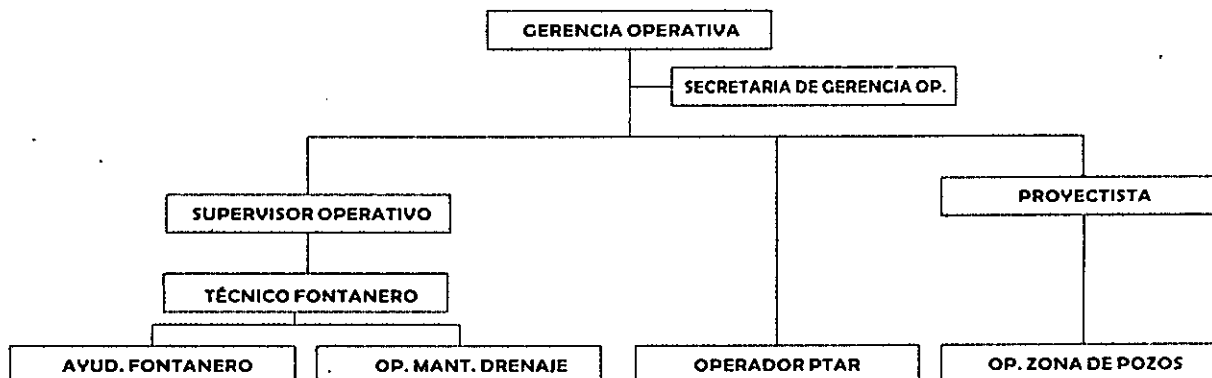 GERENCIA OPERATIVA
SECRETARIA DE GERENCIA OP.
SUPERVISOR OPERATIVO
PROYECTISTA
TÉCNICO FONTANERO
AYUD. FONTANERO
OP. MANT. DRENAJE
OPERADOR PTAR
OP. ZONA DE POZOS